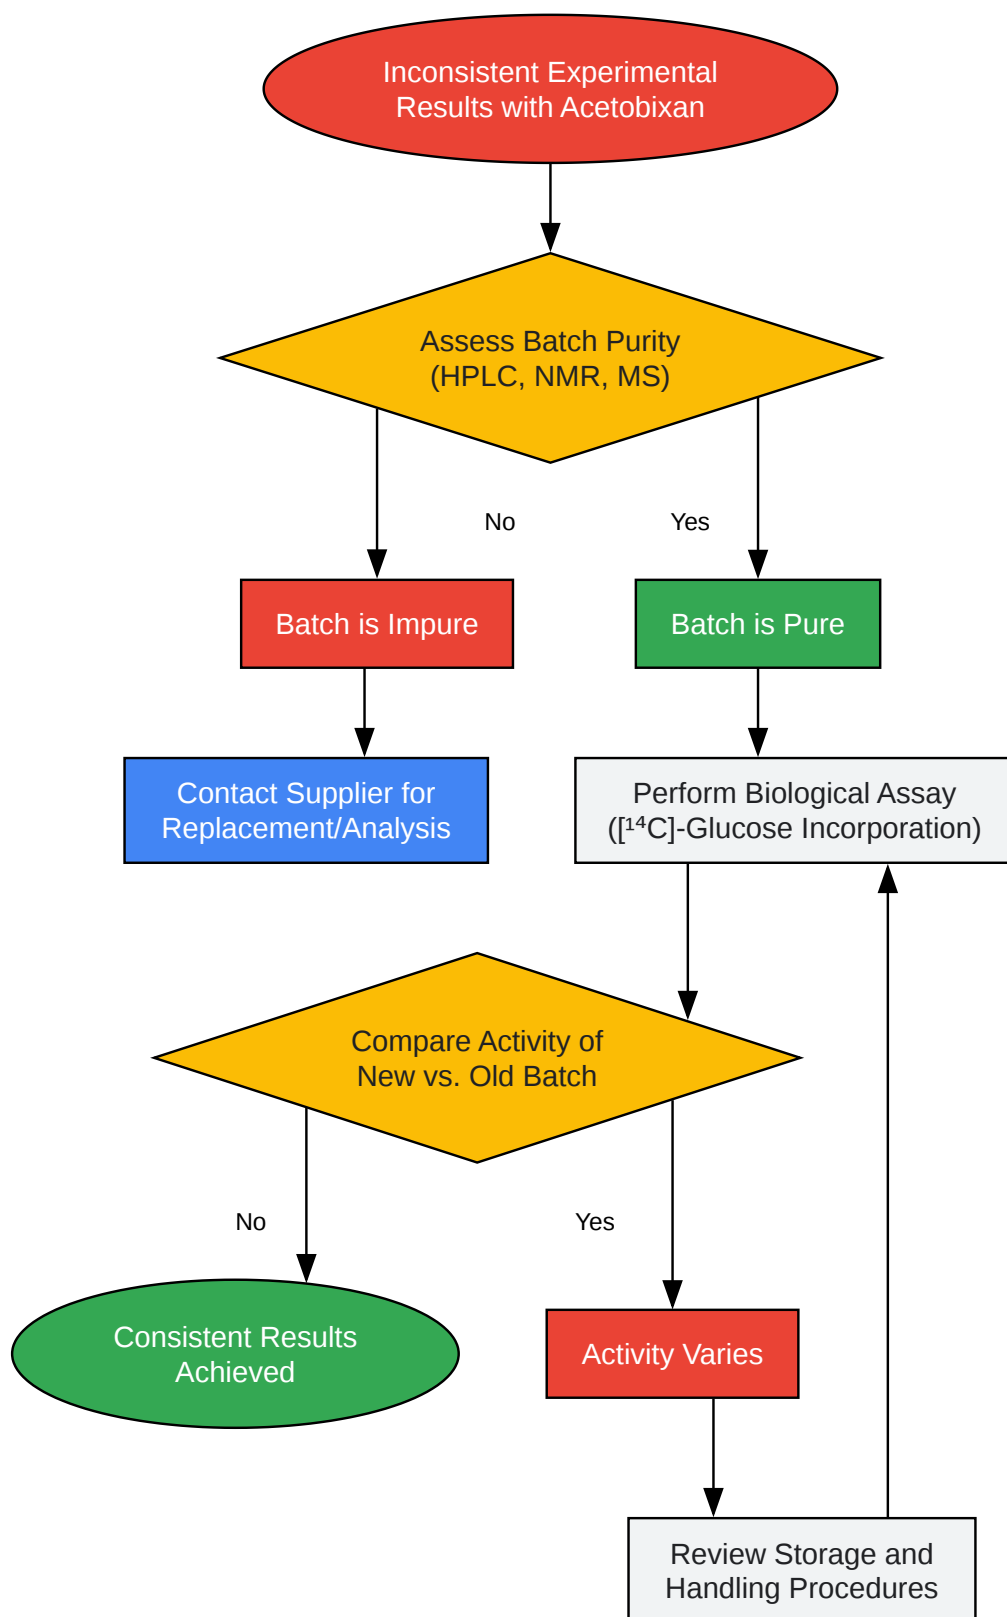 Inconsistent Experimental
Results with Acetobixan
Assess Batch Purity
(HPLC, NMR, MS)
No
Yes
Batch is Impure
Batch is Pure
Contact Supplier for
Replacement/Analysis
Perform Biological Assay
([¹⁴C]-Glucose Incorporation)
Compare Activity of
New vs. Old Batch
No
Yes
Consistent Results
Achieved
Activity Varies
Review Storage and
Handling Procedures